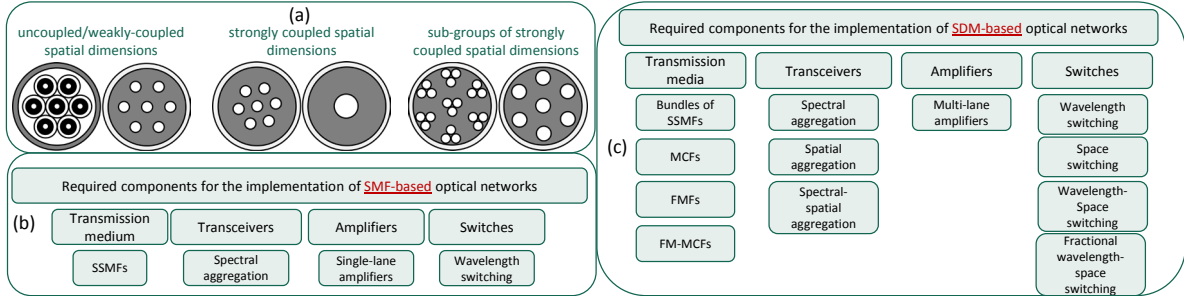 (a)
uncoupled/weakly-coupled
spatial dimensions
strongly coupled spatial
dimensions
sub-groups of strongly
coupled spatial dimensions
(b)
Required components for the implementation of SMF-based optical networks
Transmission
medium
Transceivers
Amplifiers
Switches
SSMFs
Spectral
aggregation
Single-lane
amplifiers
Wavelength
switching
(c)
Required components for the implementation of SDM-based optical networks
Transmission
media
Transceivers
Amplifiers
Switches
Bundles of
SSMFs
MCFs
FMFs
FM-MCFs
Spectral
aggregation
Spatial
aggregation
Spectral-
spatial
aggregation
Multi-lane
amplifiers
Wavelength
switching
Space
switching
Wavelength-
Space
switching
Fractional
wavelength-
space
switching